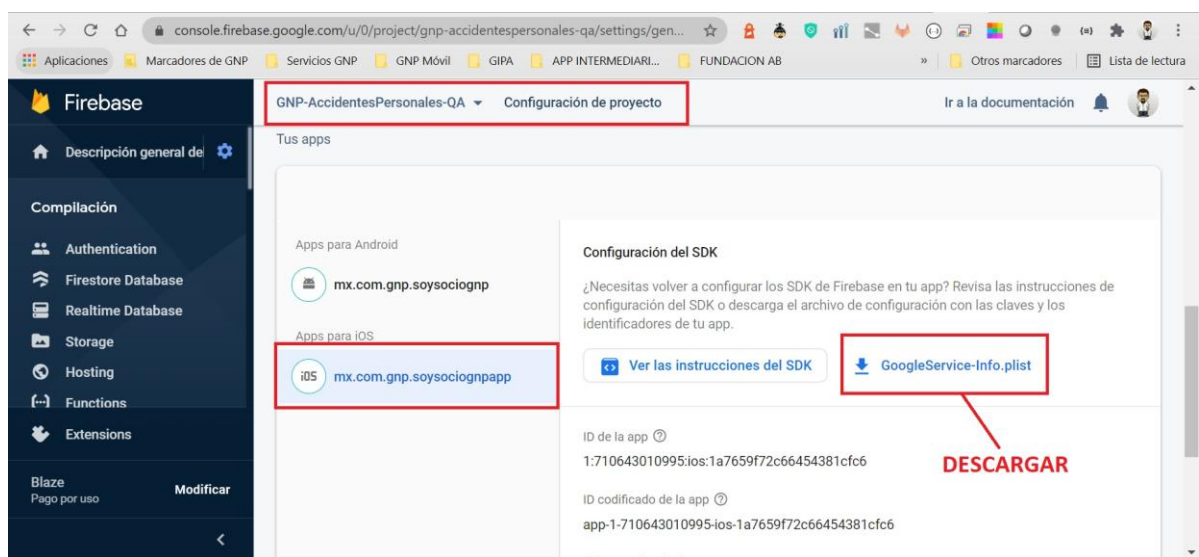 console.firebase.google.com/u/0/project/gnp-accidentespersonales-qa/settings/gen...
Aplicaciones Marcadores de GNP Servicios GNP GNP Móvil GIPA APP INTERMEDIARI... FUNDACION AB » Otros marcadores Lista de lectura
Firebase
GNP-AccidentesPersonales-QA Configuración de proyecto
Ir a la documentación
Descripción general de
Compilación
Authentication
Firestore Database
Realtime Database
Storage
Hosting
Functions
Extensions
Blaze
Pago por uso
Modificar
Tus apps
Apps para Android
mx.com.gnp.soysociognp
Apps para iOS
iOS mx.com.gnp.soysociognpapp
Configuración del SDK
¿Necesitas volver a configurar los SDK de Firebase en tu app? Revisa las instrucciones de
configuración del SDK o descarga el archivo de configuración con las claves y los
identificadores de tu app.
Ver las instrucciones del SDK
GoogleService-Info.plist
DESCARGAR
ID de la app
1:710643010995:ios:1a7659f72c66454381cfc6
ID codificado de la app
app-1-710643010995-ios-1a7659f72c66454381cfc6